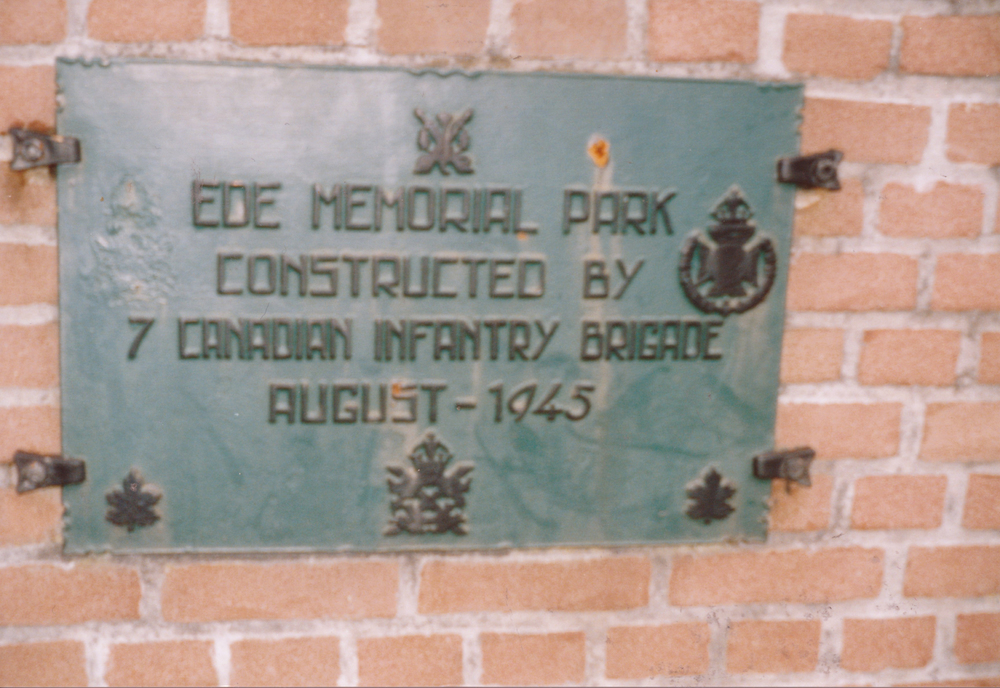 EDE MEMORIAL PARK
CONSTRUCTED BY
7 CANADIAN INFANTRY BRIGADE
AUGUST - 1945